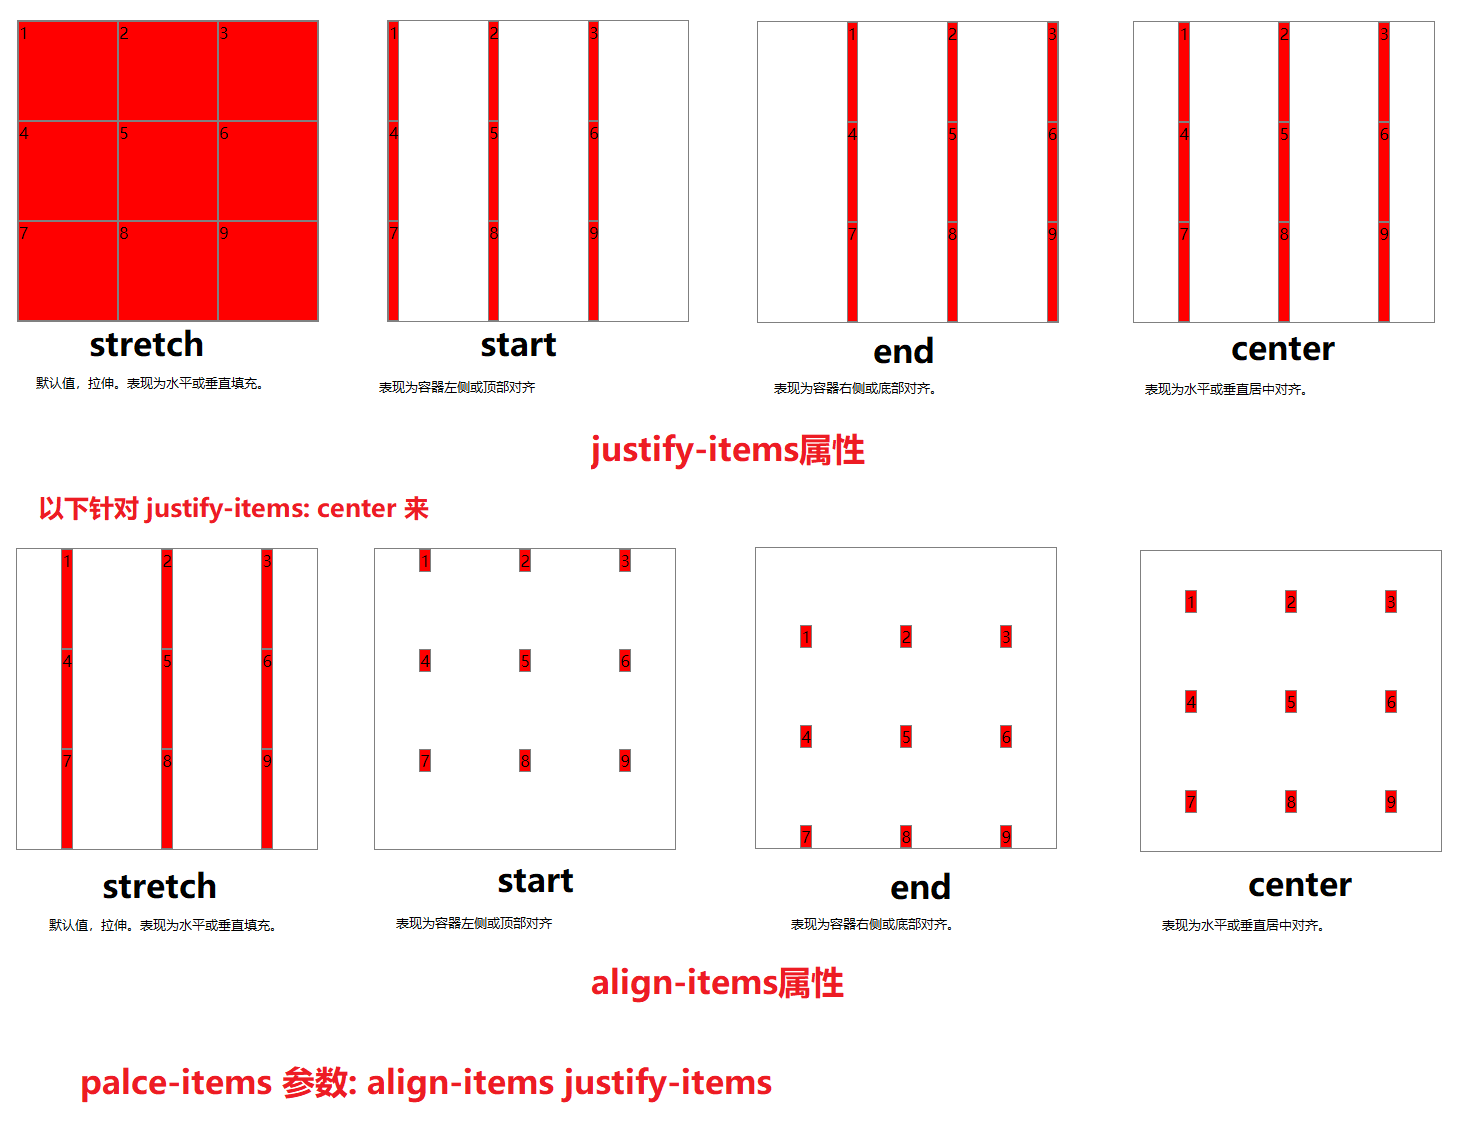 1 2 3 1 2 3 1 2 3 1 2 3
4 5 6 4 5 6 4 5 6 4 5 6
7 8 9 7 8 9 7 8 9 7 8 9
stretch start end center
默认值，拉伸。表现为水平或垂直填充。 表现为容器左侧或顶部对齐 表现为容器右侧或底部对齐。 表现为水平或垂直居中对齐。
justify-items属性
以下针对 justify-items: center 来
1 2 3 1 2 3 1 2 3 1 2 3
4 5 6 4 5 6 4 5 6 4 5 6
7 8 9 7 8 9 7 8 9 7 8 9
stretch start end center
默认值，拉伸。表现为水平或垂直填充。 表现为容器左侧或顶部对齐 表现为容器右侧或底部对齐。 表现为水平或垂直居中对齐。
align-items属性
palce-items 参数: align-items justify-items